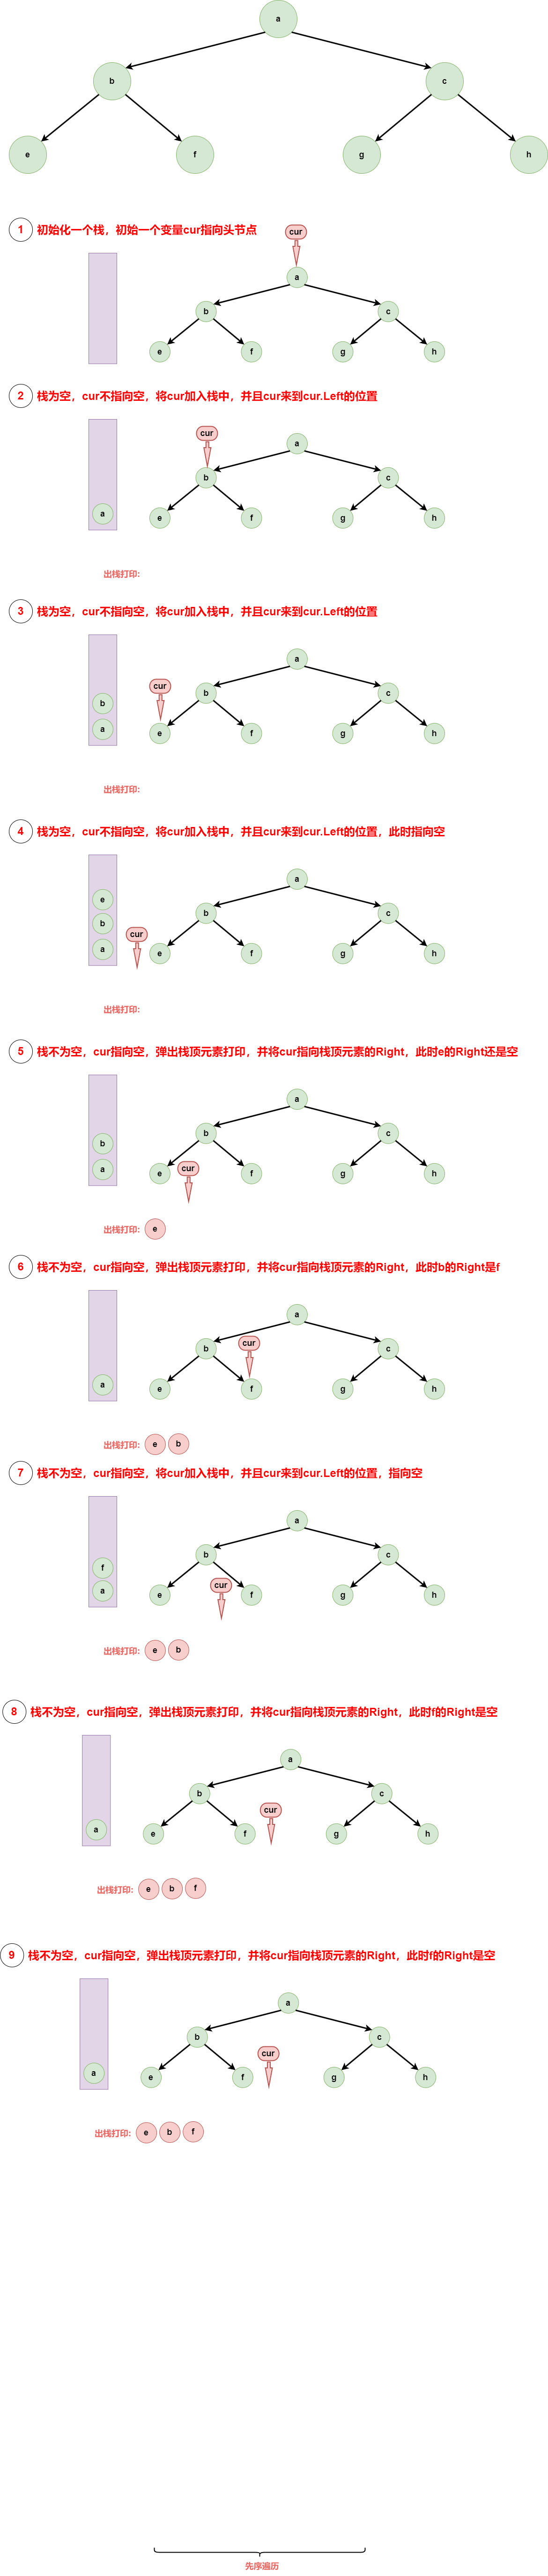 a
b c
e f g h
1 初始化一个栈，初始一个变量cur指向头节点
cur
a
b c
e f g h
2 栈为空，cur不指向空，将cur加入栈中，并且cur来到cur.Left的位置
cur
a
b c
a e f g h
出栈打印:
3 栈为空，cur不指向空，将cur加入栈中，并且cur来到cur.Left的位置
a
cur
b b c
a e f g h
出栈打印:
4 栈为空，cur不指向空，将cur加入栈中，并且cur来到cur.Left的位置，此时指向空
a
e
b b c
cur
a e f g h
出栈打印:
5 栈不为空，cur指向空，弹出栈顶元素打印，并将cur指向栈顶元素的Right，此时e的Right还是空
a
b b c
cur
a e f g h
出栈打印: e
6 栈不为空，cur指向空，弹出栈顶元素打印，并将cur指向栈顶元素的Right，此时b的Right是f
a
cur
b c
a e f g h
出栈打印: e b
7 栈不为空，cur指向空，将cur加入栈中，并且cur来到cur.Left的位置，指向空
a
b c
f
cur
a e f g h
出栈打印: e b
8 栈不为空，cur指向空，弹出栈顶元素打印，并将cur指向栈顶元素的Right，此时f的Right是空
a
b c
cur
a e f g h
出栈打印: e b f
9 栈不为空，cur指向空，弹出栈顶元素打印，并将cur指向栈顶元素的Right，此时f的Right是空
a
b c
cur
a e f g h
出栈打印: e b f
先序遍历